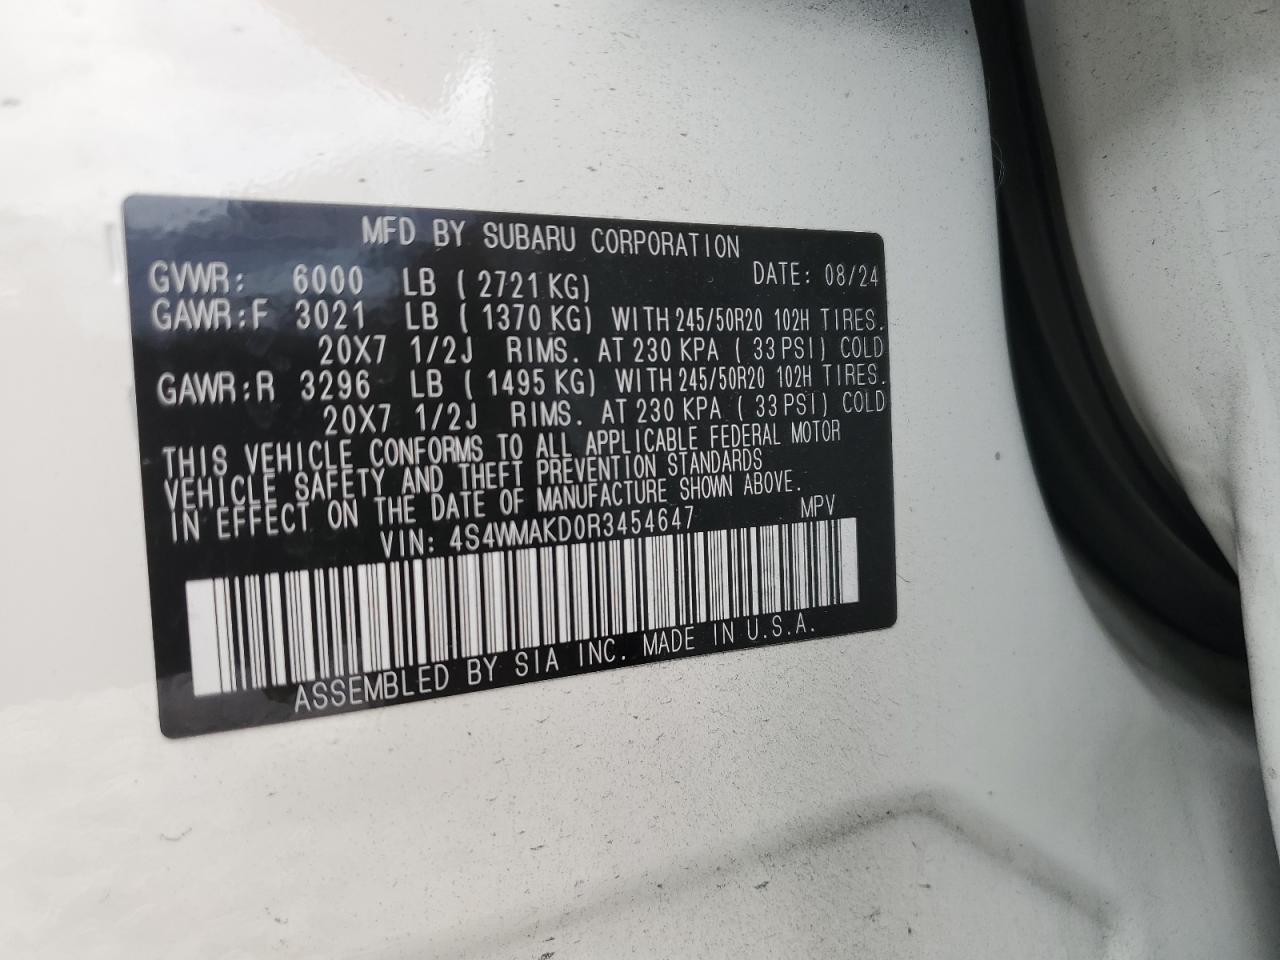 MFD BY SUBARU CORPORATION
GVWR: 6000 LB ( 2721 KG) DATE: 08/24
GAWR:F 3021 LB ( 1370 KG) WITH 245/50R20 102H TIRES.
20X7 1/2J RIMS. AT 230 KPA ( 33 PSI) COLD
GAWR:R 3296 LB ( 1495 KG) WITH 245/50R20 102H TIRES.
20X7 1/2J RIMS. AT 230 KPA ( 33 PSI) COLD
THIS VEHICLE CONFORMS TO ALL APPLICABLE FEDERAL MOTOR
VEHICLE SAFETY AND THEFT PREVENTION STANDARDS
IN EFFECT ON THE DATE OF MANUFACTURE SHOWN ABOVE.
VIN: 4S4WMAKD0R3454647 MPV
ASSEMBLED BY SIA INC. MADE IN U.S.A.